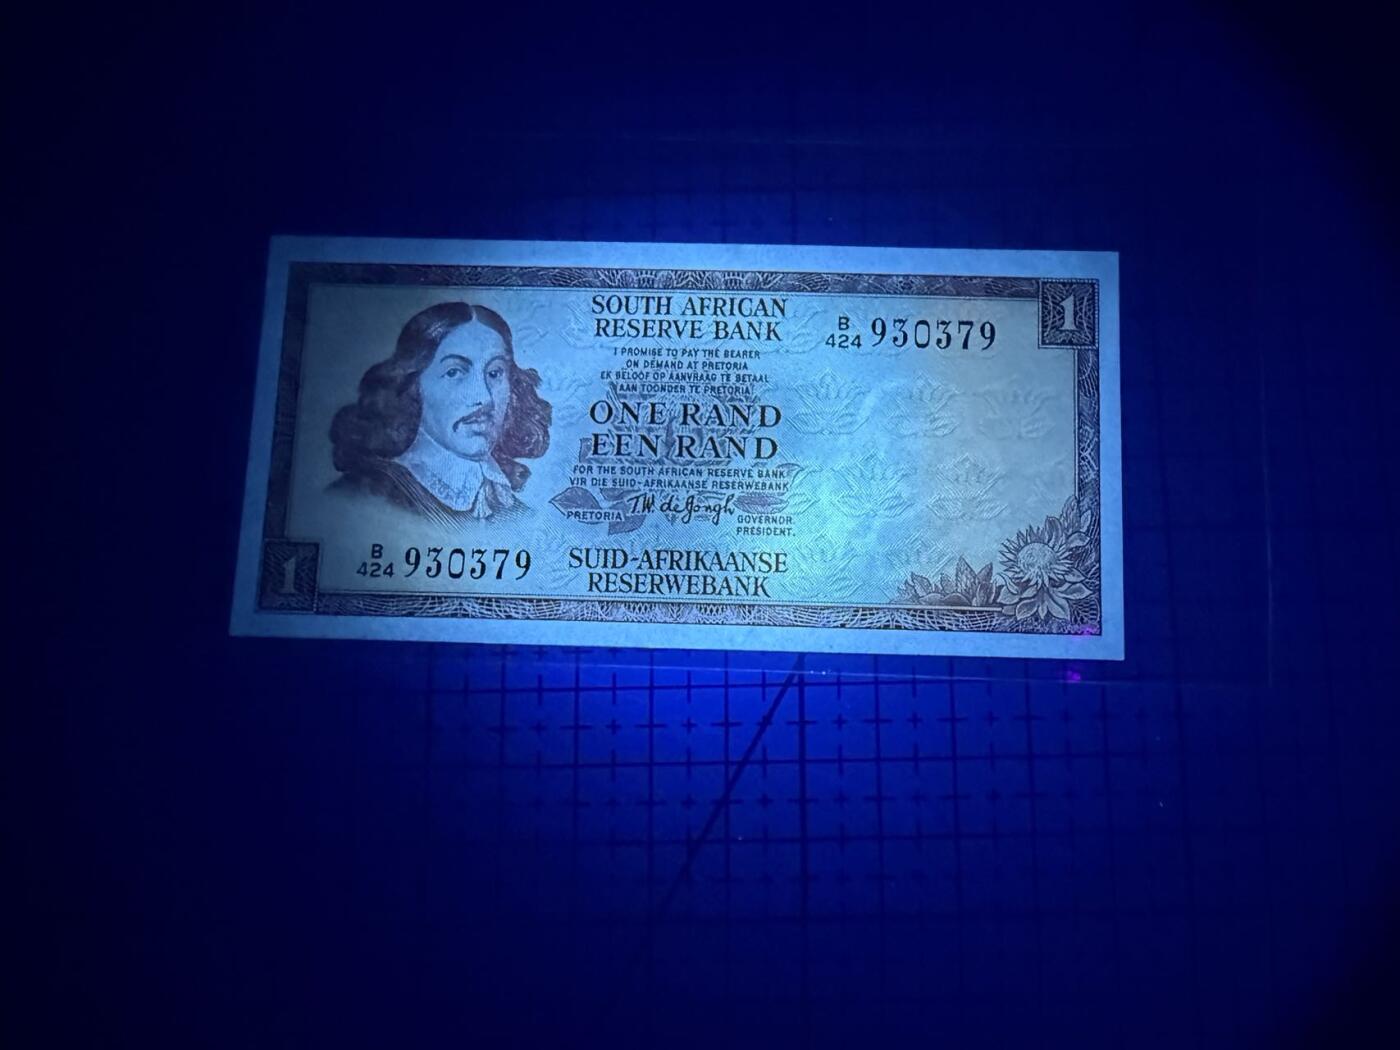 SOUTH AFRICAN
RESERVE BANK
B
424 930379
1
I PROMISE TO PAY THE BEARER
ON DEMAND AT PRETORIA
EK BELOOF OP AANVRAAG TE BETAAL
AAN TOONDER TE PRETORIA
ONE RAND
EEN RAND
FOR THE SOUTH AFRICAN RESERVE BANK
VIR DIE SUID-AFRIKAANSE RESERWEBANK
PRETORIA T.W. de Jongh GOVERNOR.
PRESIDENT.
B
424 930379
SUID-AFRIKAANSE
RESERWEBANK
1